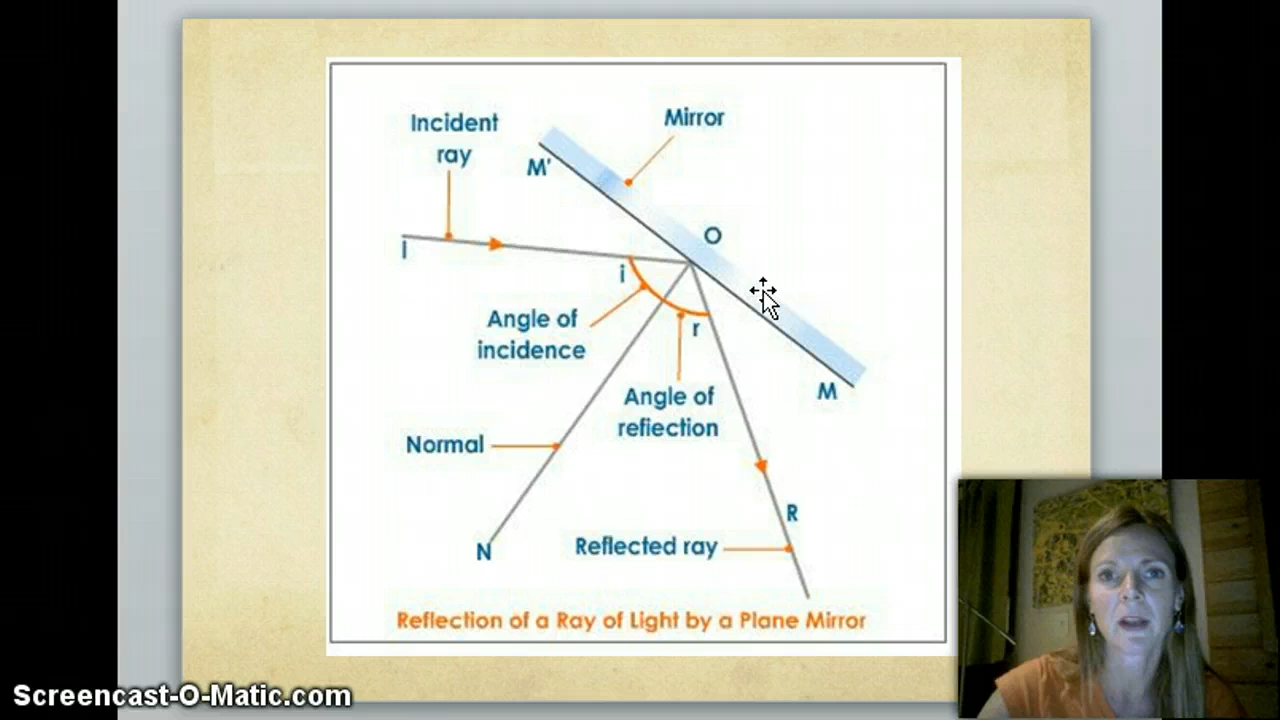 Incident
ray
Mirror
M'
O
I
i
Angle of
incidence
r
Angle of
reflection
M
Normal
R
N
Reflected ray
Reflection of a Ray of Light by a Plane Mirror
Screencast-O-Matic.com